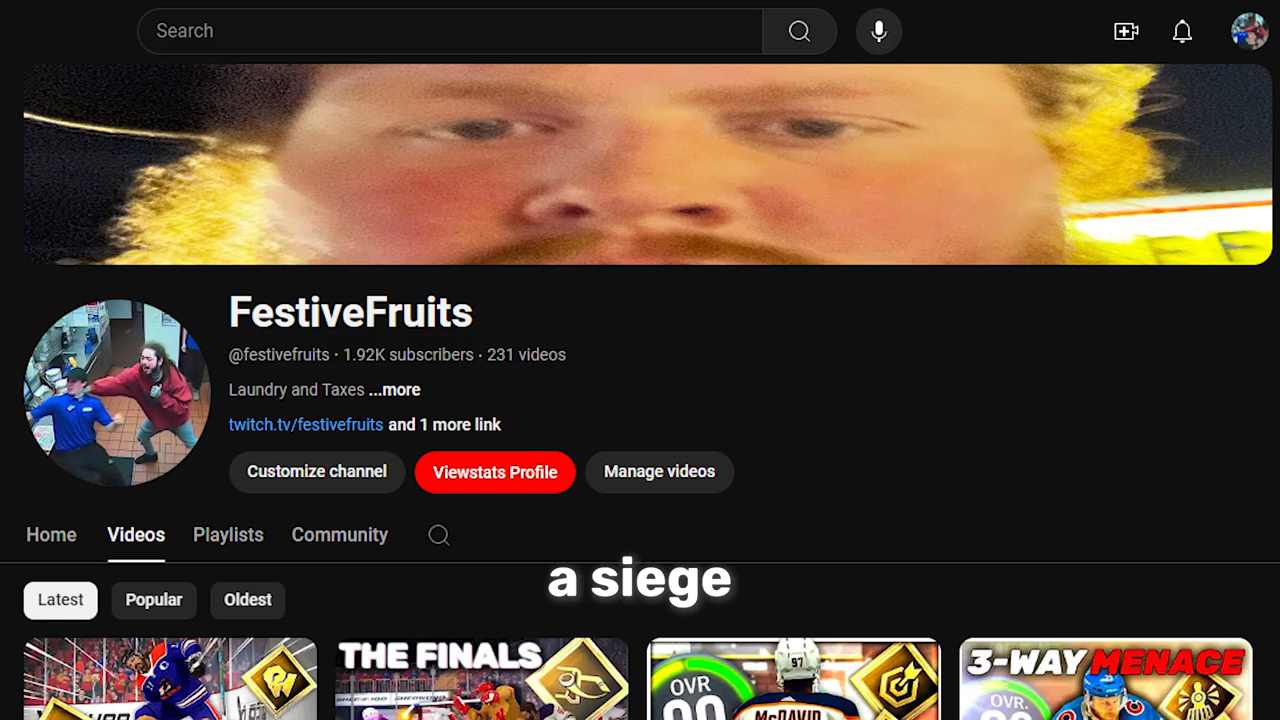 Search
FestiveFruits
@festivefruits · 1.92K subscribers · 231 videos
Laundry and Taxes ...more
twitch.tv/festivefruits and 1 more link
Customize channel
Viewstats Profile
Manage videos
Home
Videos
Playlists
Community
a siege
Latest
Popular
Oldest
THE FINALS
97
OVR
McDAVID
3-WAY MENACE
OVR.